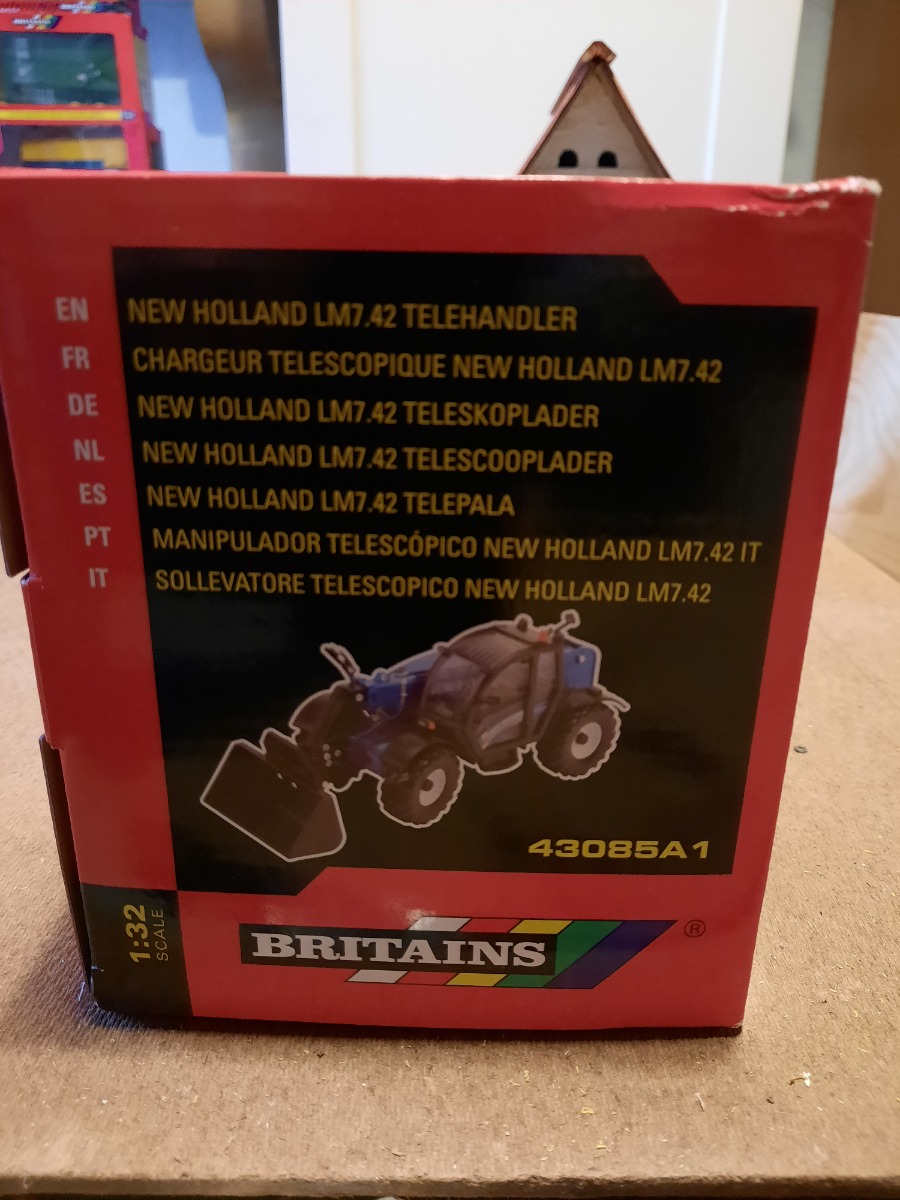 BRITAINS
EN NEW HOLLAND LM7.42 TELEHANDLER
FR CHARGEUR TELESCOPIQUE NEW HOLLAND LM7.42
DE NEW HOLLAND LM7.42 TELESKOPLADER
NL NEW HOLLAND LM7.42 TELESCOOPLADER
ES NEW HOLLAND LM7.42 TELEPALA
PT MANIPULADOR TELESCÓPICO NEW HOLLAND LM7.42 IT
IT SOLLEVATORE TELESCOPICO NEW HOLLAND LM7.42
43085A1
1:32
SCALE
BRITAINS ®